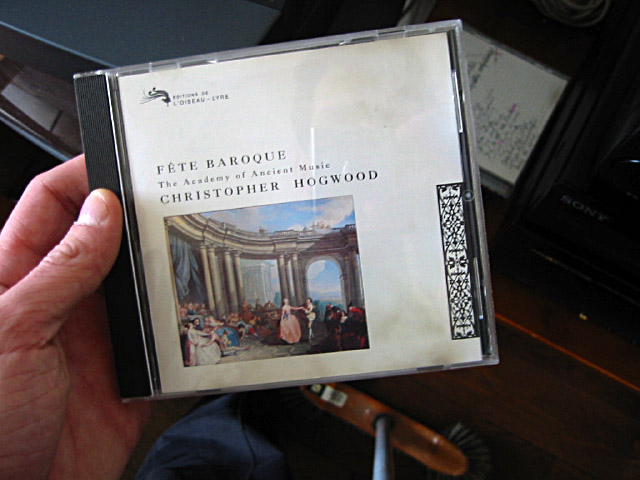 EDITIONS DE
L'OISEAU-LYRE
FÊTE BAROQUE
The Academy of Ancient Music
CHRISTOPHER HOGWOOD
SONY